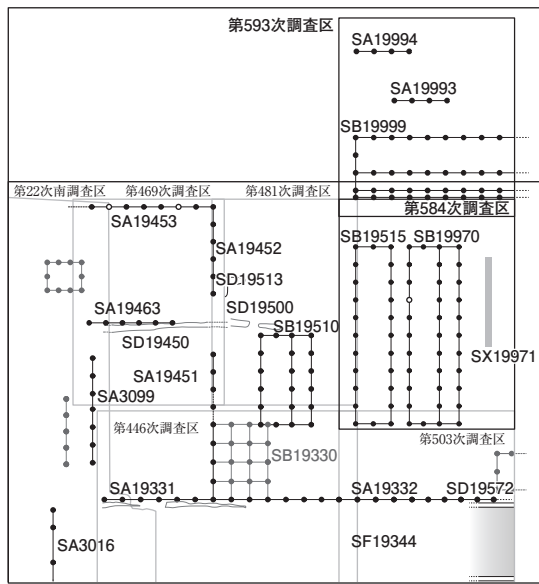 第593次調査区
SA19994
SA19993
SB19999
第22次南調査区 第469次調査区 第481次調査区
第584次調査区
SA19453
SA19452
SB19515 SB19970
SD19513
SA19463
SD19500
SB19510
SD19450
SX19971
SA19451
SA3099
第446次調査区
第503次調査区
SB19330
SA19331 SA19332 SD19572
SF19344
SA3016